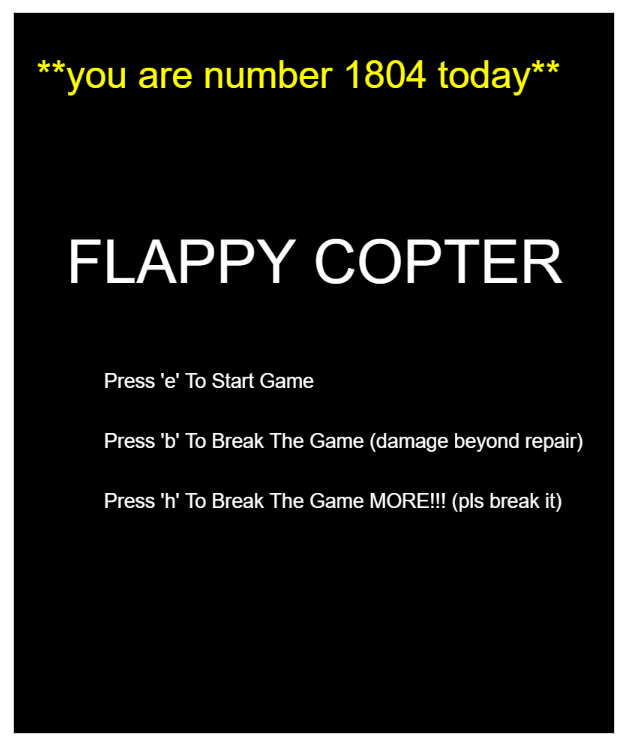 **you are number 1804 today**
FLAPPY COPTER
Press 'e' To Start Game
Press 'b' To Break The Game (damage beyond repair)
Press 'h' To Break The Game MORE!!! (pls break it)